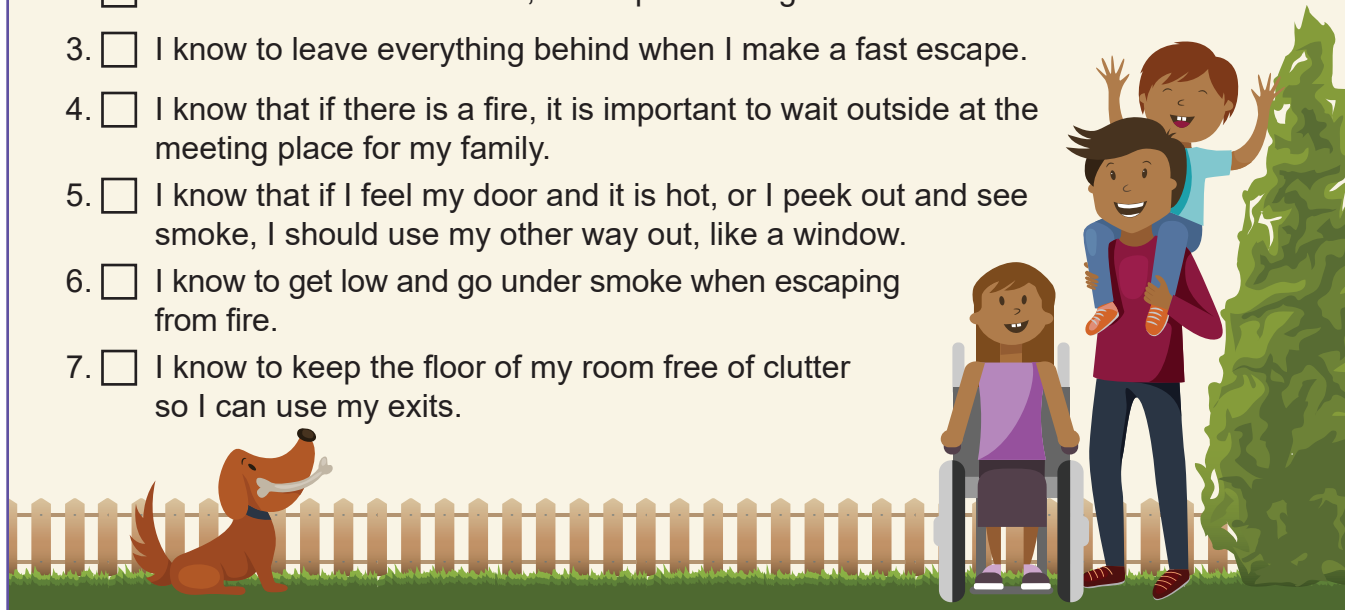 3. I know to leave everything behind when I make a fast escape.
4. I know that if there is a fire, it is important to wait outside at the
meeting place for my family.
5. I know that if I feel my door and it is hot, or I peek out and see
smoke, I should use my other way out, like a window.
6. I know to get low and go under smoke when escaping
from fire.
7. I know to keep the floor of my room free of clutter
so I can use my exits.